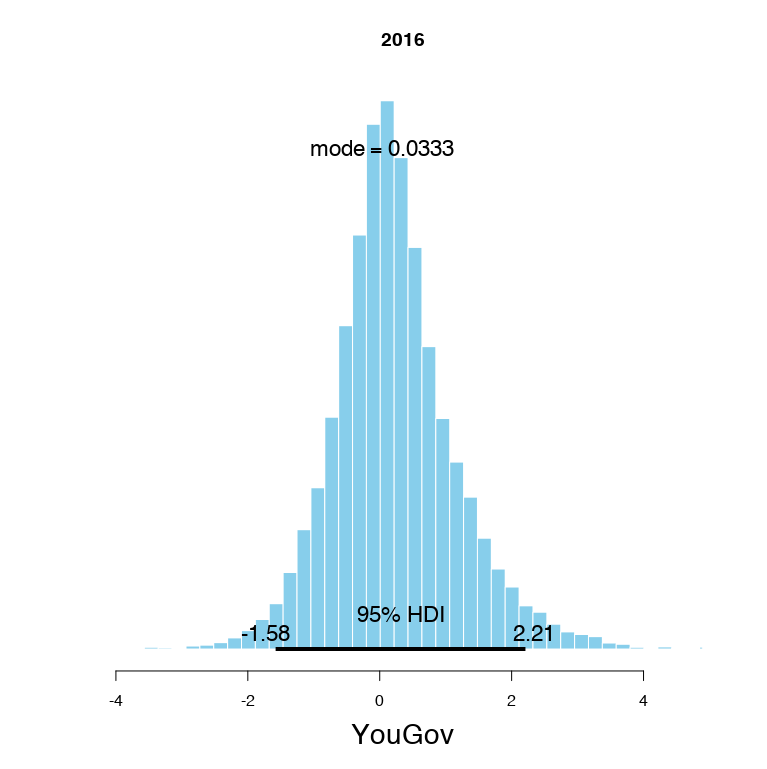 2016
mode = 0.0333
95% HDI
-1.58 2.21
-4 -2 0 2 4
YouGov